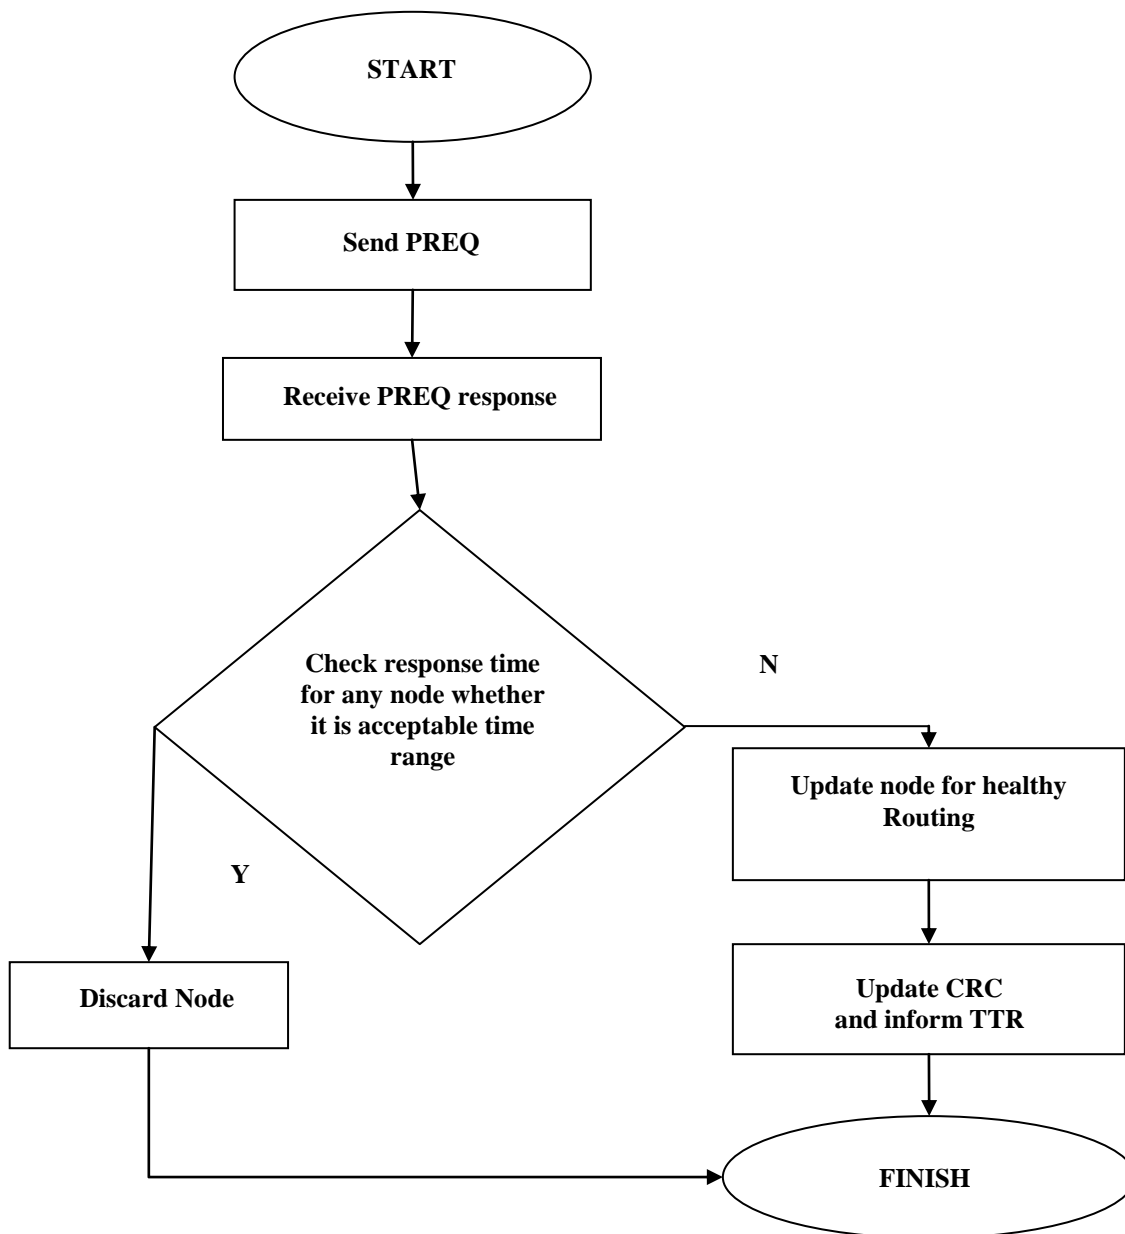 START
Send PREQ
Receive PREQ response
Check response time
for any node whether
it is acceptable time
range
N
Update node for healthy
Routing
Y
Discard Node
Update CRC
and inform TTR
FINISH